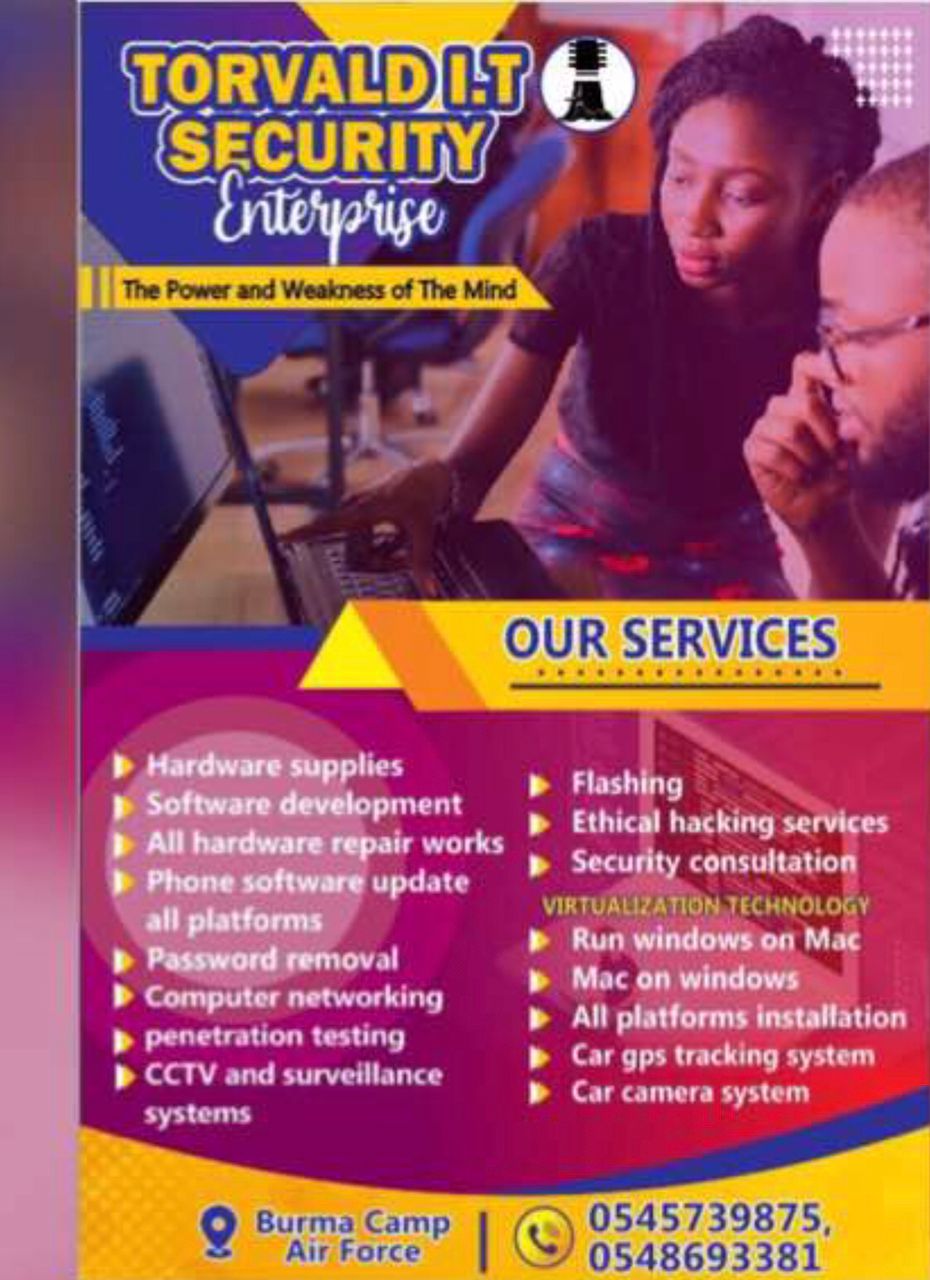 TORVALD I.T
SECURITY
Enterprise
The Power and Weakness of The Mind
OUR SERVICES
Hardware supplies
Software development
All hardware repair works
Phone software update
all platforms
Password removal
Computer networking
penetration testing
CCTV and surveillance
systems
Flashing
Ethical hacking services
Security consultation
VIRTUALIZATION TECHNOLOGY
Run windows on Mac
Mac on windows
All platforms installation
Car gps tracking system
Car camera system
Burma Camp
Air Force
0545739875,
0548693381